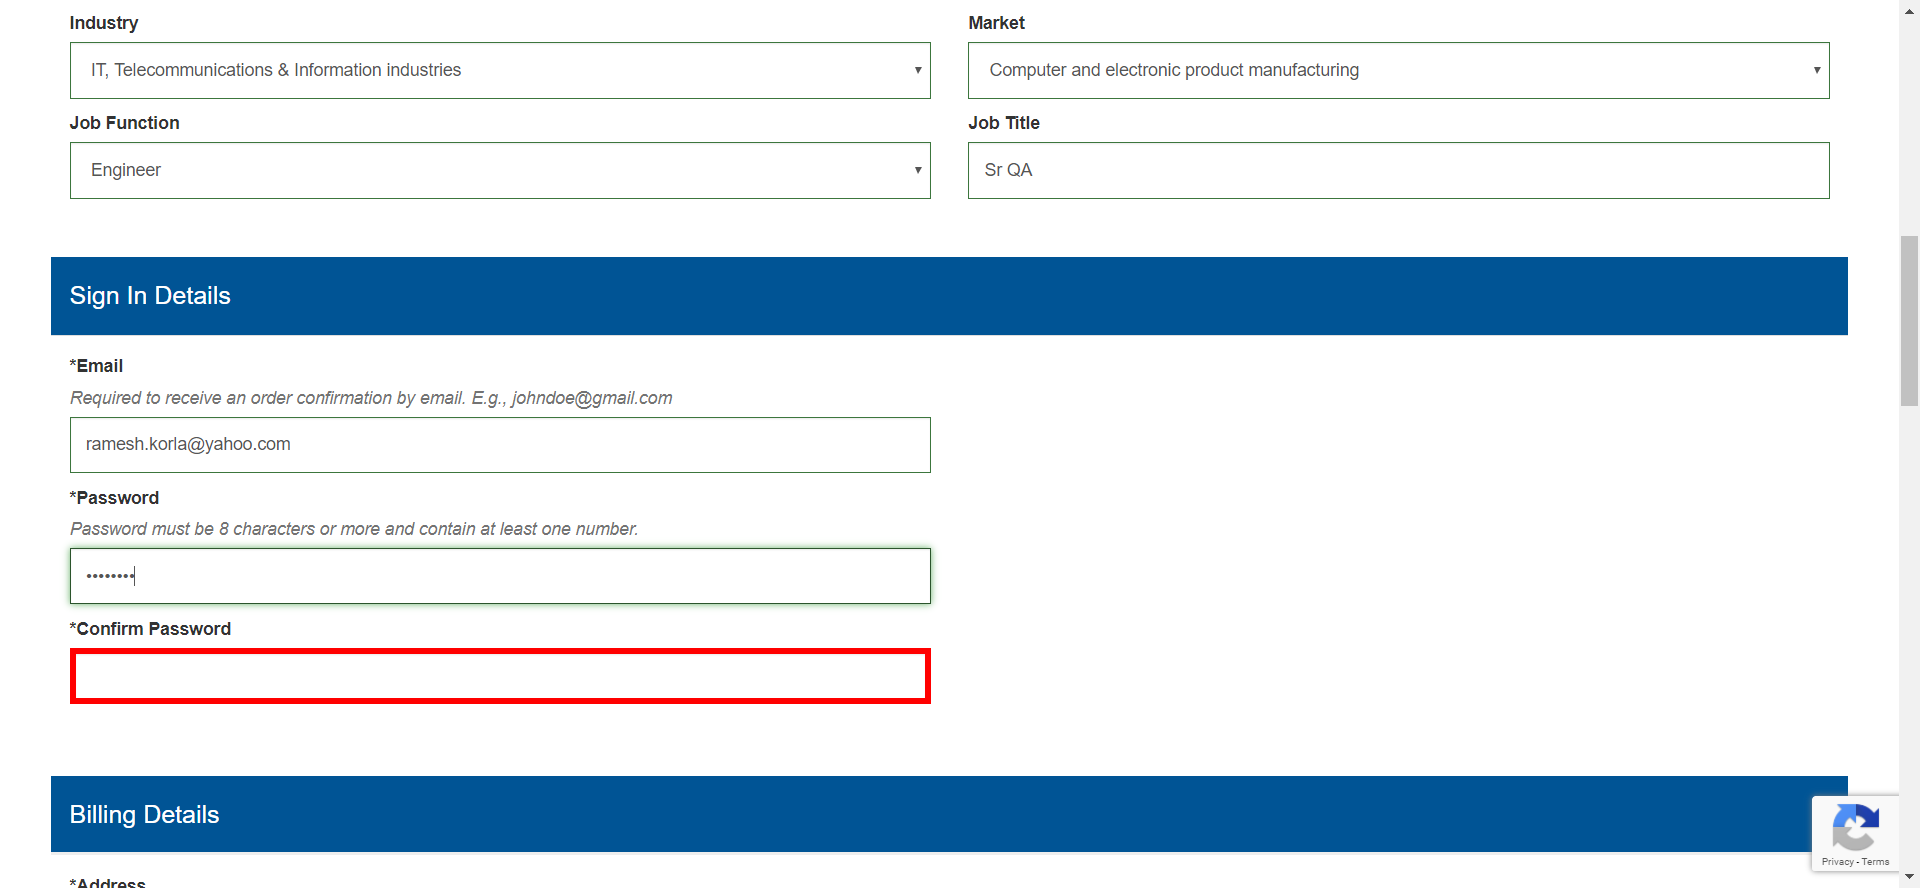 Industry
Market
IT, Telecommunications & Information industries
Computer and electronic product manufacturing
Job Function
Job Title
Engineer
Sr QA
Sign In Details
*Email
Required to receive an order confirmation by email. E.g., johndoe@gmail.com
ramesh.korla@yahoo.com
*Password
Password must be 8 characters or more and contain at least one number.
••••••••
*Confirm Password
Billing Details
Privacy - Terms
*Address